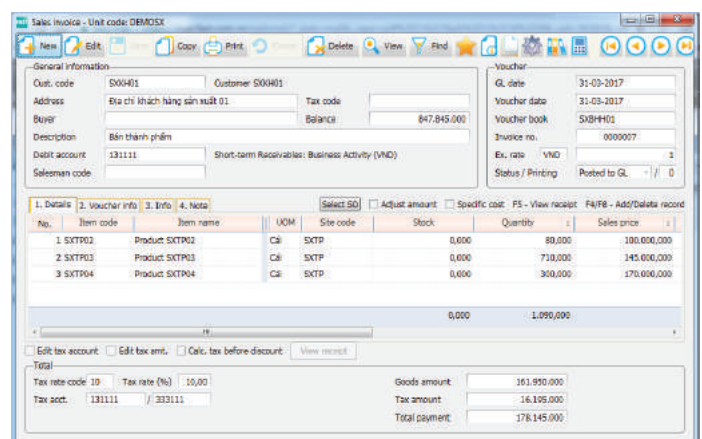 Sales invoice - Unit code: DEMOSX
New Edit Copy Print Delete View Find
General information
Cust. code SXKH01 Customer SXKH01
Address Địa chỉ khách hàng sản xuất 01 Tax code
Buyer Balance 847.845.000
Description Bán thành phẩm
Debit account 131111 Short-term Receivables: Business Activity (VND)
Salesman code
Voucher
GL date 31-03-2017
Voucher date 31-03-2017
Voucher book SXBHH01
Invoice no. 0000007
Ex. rate VND 1
Status / Printing Posted to GL / 0
1. Details 2. Voucher info 3. Info 4. Note Select SO Adjust amount Specific cost F5 - View receipt F4/F8 - Add/Delete record
No. Item code Item name UOM Site code Stock Quantity Sales price
1 SXTP02 Product SXTP02 Cái SXTP 0,000 80,000 100.000,000
2 SXTP03 Product SXTP03 Cái SXTP 0,000 710,000 145.000,000
3 SXTP04 Product SXTP04 Cái SXTP 0,000 300,000 170.000,000
0,000 1.090,000
Edit tax account Edit tax amt. Calc. tax before discount View receipt
Total
Tax rate code 10 Tax rate (%) 10,00 Goods amount 161.950.000
Tax acct. 131111 / 333111 Tax amount 16.195.000
Total payment 178.145.000